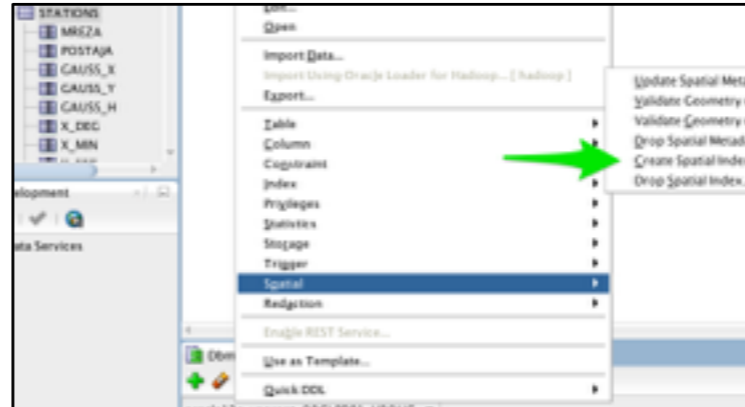 STATIONS
MREZA
POSTAJA
GAUSS_X
GAUSS_Y
GAUSS_H
X_DEG
X_MIN
elopment
ata Services
Edit...
Open
Import Data...
Import Using Oracle Loader for Hadoop... [ hadoop ]
Export...
Table
Column
Constraint
Index
Privileges
Statistics
Storage
Trigger
Spatial
Redaction
Enable REST Service...
Use as Template...
Quick DDL
Update Spatial Meta
Validate Geometry
Validate Geometry
Drop Spatial Metad
Create Spatial Index
Drop Spatial Index.
Dbm